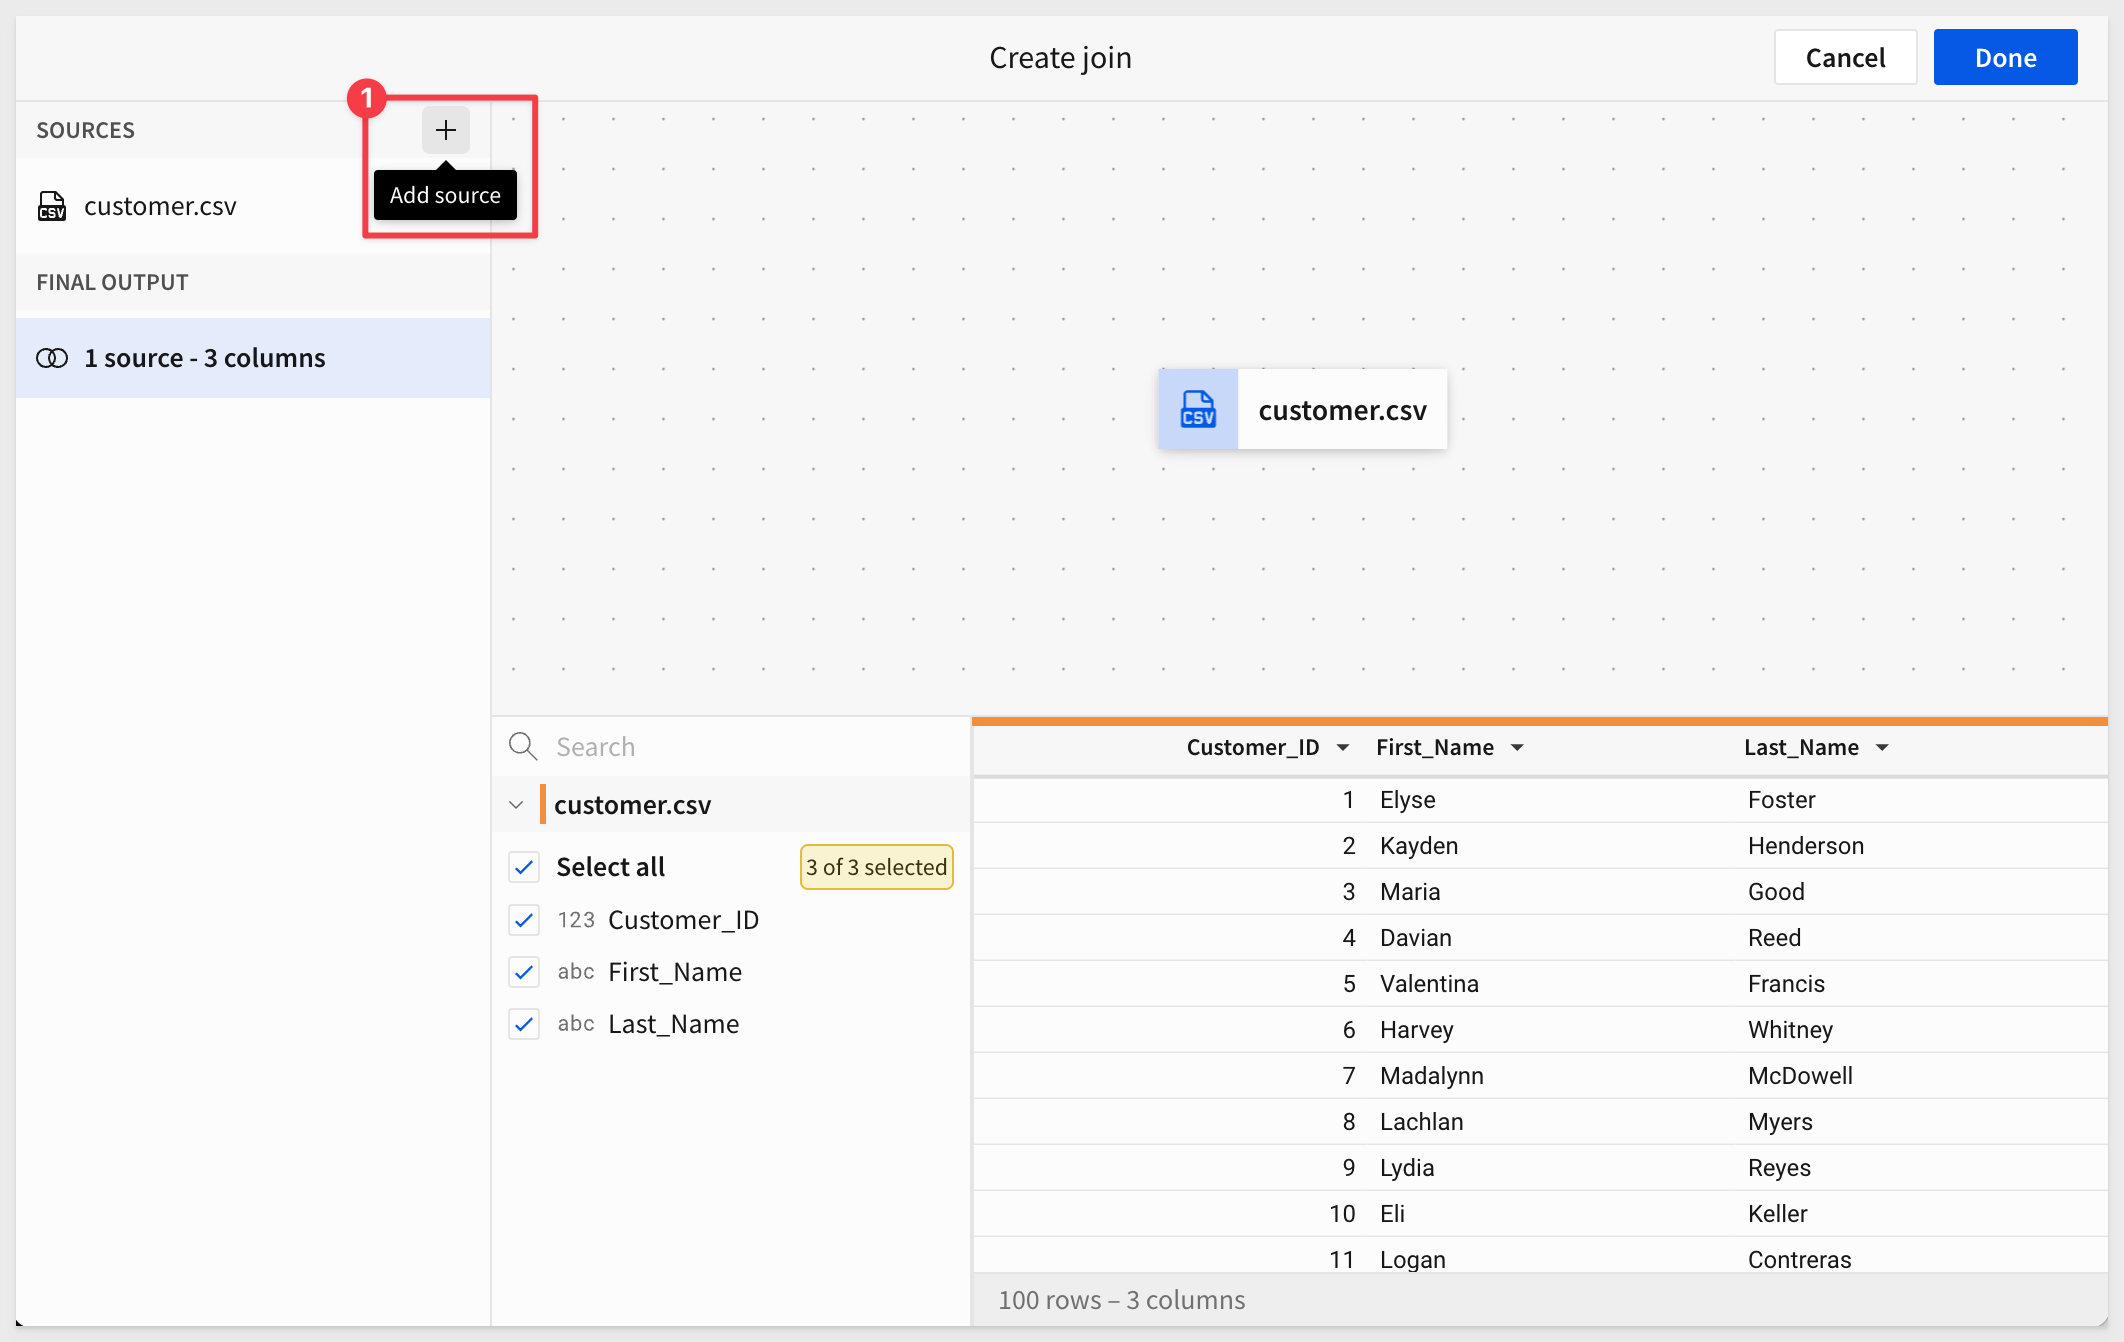 Create join
Cancel
Done
1
SOURCES
+
Add source
CSV customer.csv
FINAL OUTPUT
1 source - 3 columns
CSV customer.csv
Search
customer.csv
Select all 3 of 3 selected
123 Customer_ID
abc First_Name
abc Last_Name
Customer_ID First_Name Last_Name
1 Elyse Foster
2 Kayden Henderson
3 Maria Good
4 Davian Reed
5 Valentina Francis
6 Harvey Whitney
7 Madalynn McDowell
8 Lachlan Myers
9 Lydia Reyes
10 Eli Keller
11 Logan Contreras
100 rows – 3 columns